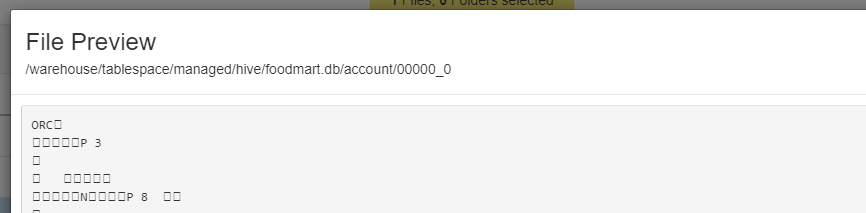 1 Files, 0 Folders selected
File Preview
/warehouse/tablespace/managed/hive/foodmart.db/account/00000_0
ORC□
□□□□□P 3
□
□   □□□□□
□□□□□N□□□□P 8  □□